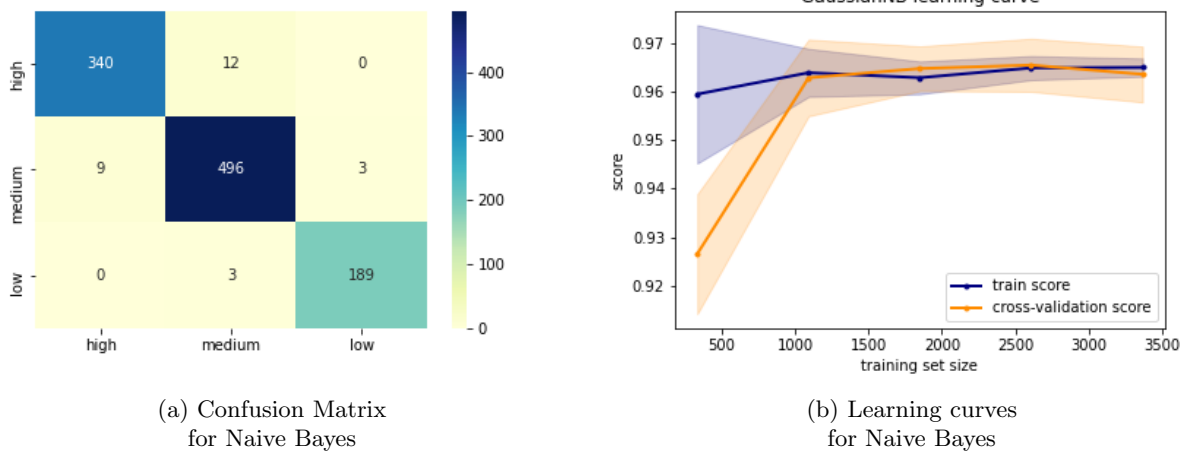 high
340
12
0
medium
9
496
3
low
0
3
189
high
medium
low
400
300
200
100
0
GaussianNB learning curve
0.97
0.96
0.95
0.94
0.93
0.92
score
train score
cross-validation score
500
1000
1500
2000
2500
3000
3500
training set size
(a) Confusion Matrix
for Naive Bayes
(b) Learning curves
for Naive Bayes